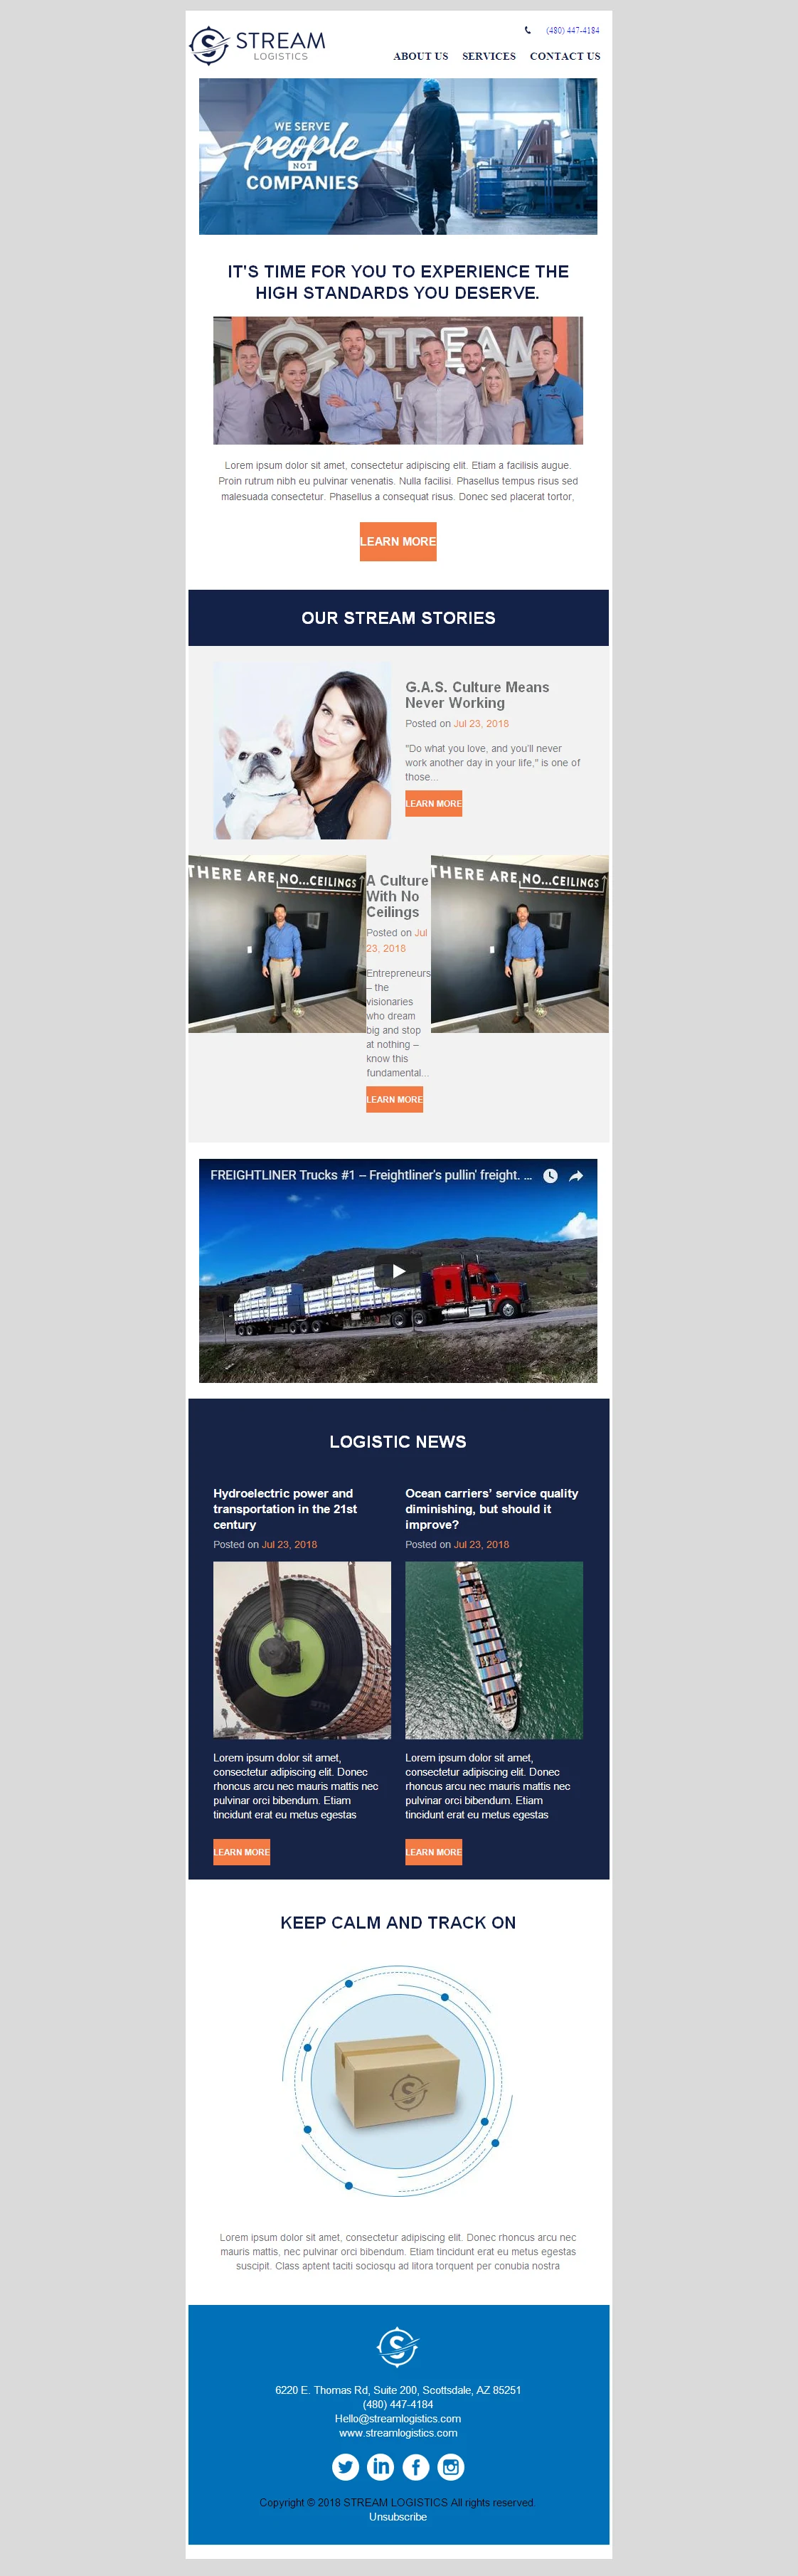 STREAM
LOGISTICS
(480) 447-4184
ABOUT US SERVICES CONTACT US
WE SERVE
people
NOT
COMPANIES
IT'S TIME FOR YOU TO EXPERIENCE THE
HIGH STANDARDS YOU DESERVE.
STREAM
Lorem ipsum dolor sit amet, consectetur adipiscing elit. Etiam a facilisis augue.
Proin rutrum nibh eu pulvinar venenatis. Nulla facilisi. Phasellus tempus risus sed
malesuada consectetur. Phasellus a consequat risus. Donec sed placerat tortor,
LEARN MORE
OUR STREAM STORIES
G.A.S. Culture Means
Never Working
Posted on Jul 23, 2018
"Do what you love, and you'll never
work another day in your life," is one of
those...
LEARN MORE
THERE ARE NO...CEILINGS
A Culture
With No
Ceilings
Posted on Jul
23, 2018
Entrepreneurs
– the
visionaries
who dream
big and stop
at nothing –
know this
fundamental...
LEARN MORE
THERE ARE NO...CEILINGS
FREIGHTLINER Trucks #1 – Freightliner's pullin' freight. ...
LOGISTIC NEWS
Hydroelectric power and
transportation in the 21st
century
Posted on Jul 23, 2018
Lorem ipsum dolor sit amet,
consectetur adipiscing elit. Donec
rhoncus arcu nec mauris mattis nec
pulvinar orci bibendum. Etiam
tincidunt erat eu metus egestas
LEARN MORE
Ocean carriers' service quality
diminishing, but should it
improve?
Posted on Jul 23, 2018
Lorem ipsum dolor sit amet,
consectetur adipiscing elit. Donec
rhoncus arcu nec mauris mattis nec
pulvinar orci bibendum. Etiam
tincidunt erat eu metus egestas
LEARN MORE
KEEP CALM AND TRACK ON
Lorem ipsum dolor sit amet, consectetur adipiscing elit. Donec rhoncus arcu nec
mauris mattis, nec pulvinar orci bibendum. Etiam tincidunt erat eu metus egestas
suscipit. Class aptent taciti sociosqu ad litora torquent per conubia nostra
6220 E. Thomas Rd, Suite 200, Scottsdale, AZ 85251
(480) 447-4184
Hello@streamlogistics.com
www.streamlogistics.com
Copyright © 2018 STREAM LOGISTICS All rights reserved.
Unsubscribe